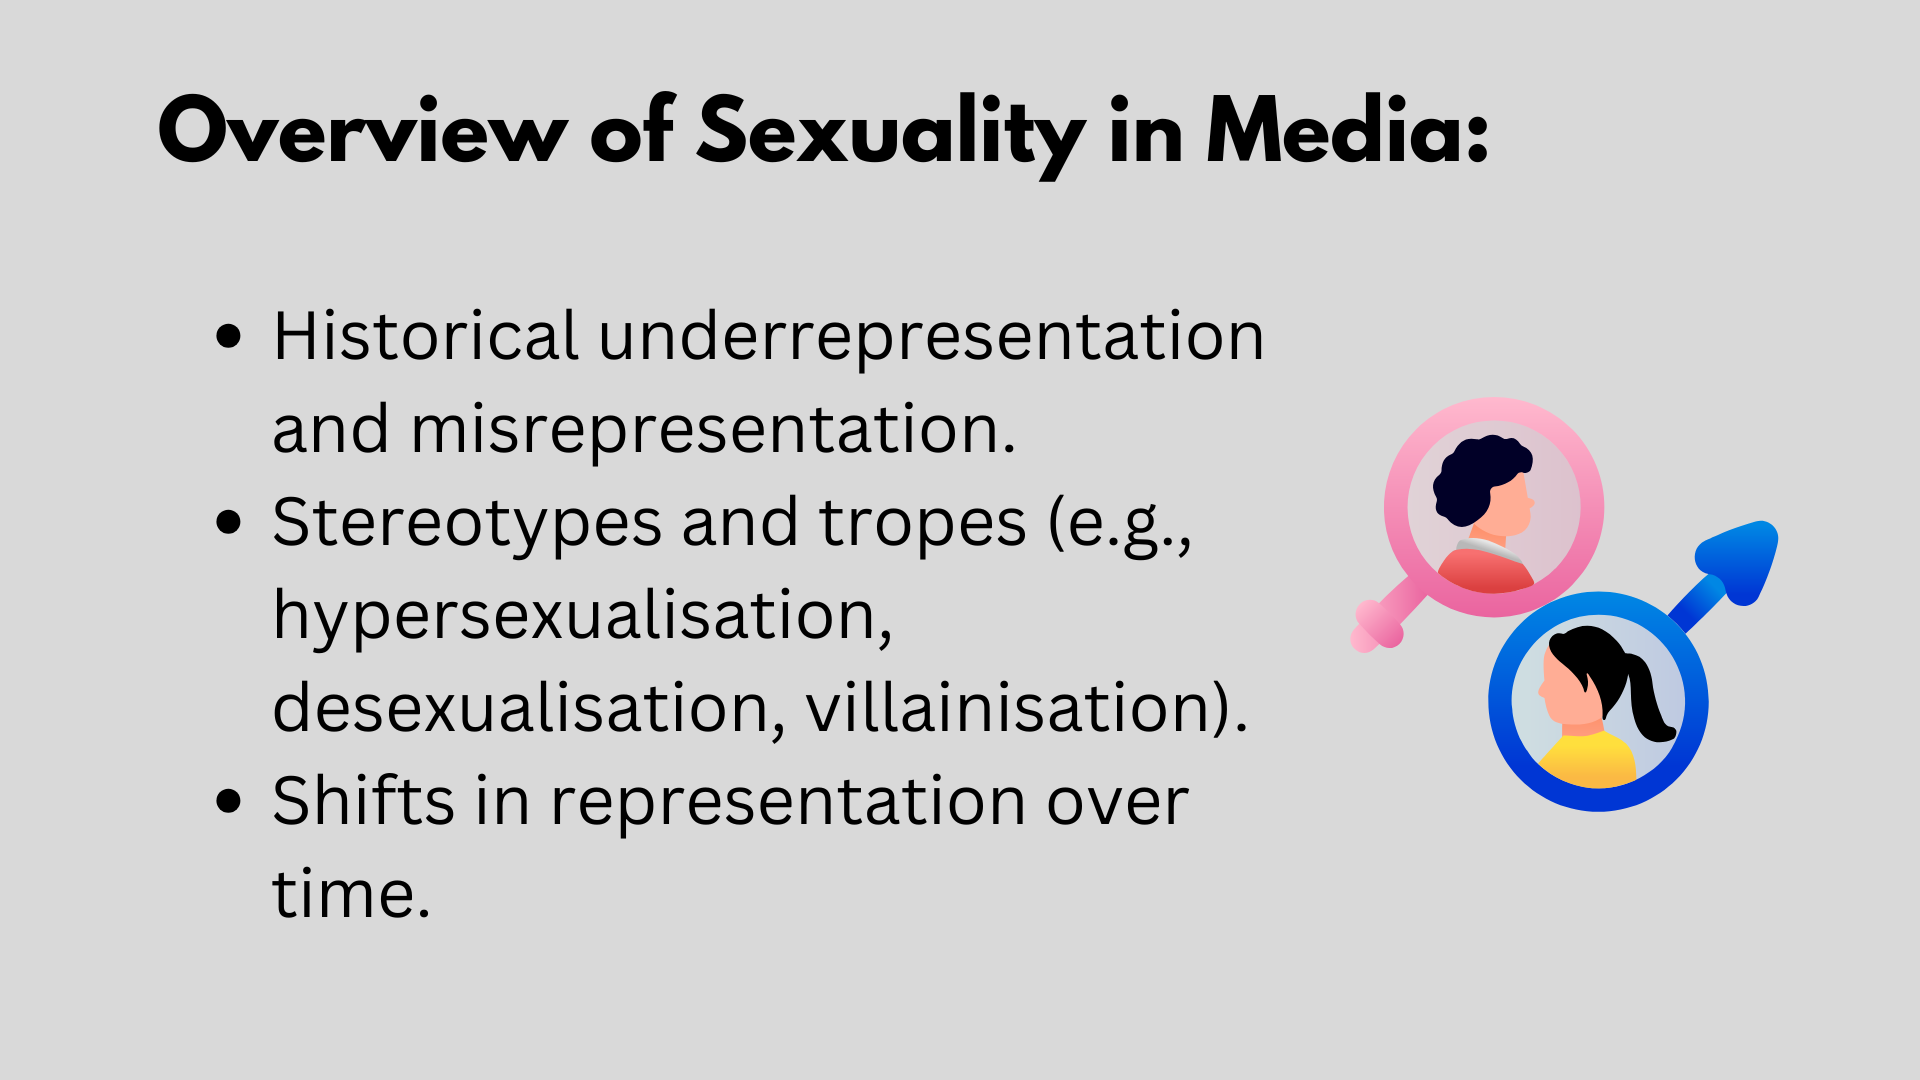 Overview of Sexuality in Media:
• Historical underrepresentation
and misrepresentation.
• Stereotypes and tropes (e.g.,
hypersexualisation,
desexualisation, villainisation).
• Shifts in representation over
time.